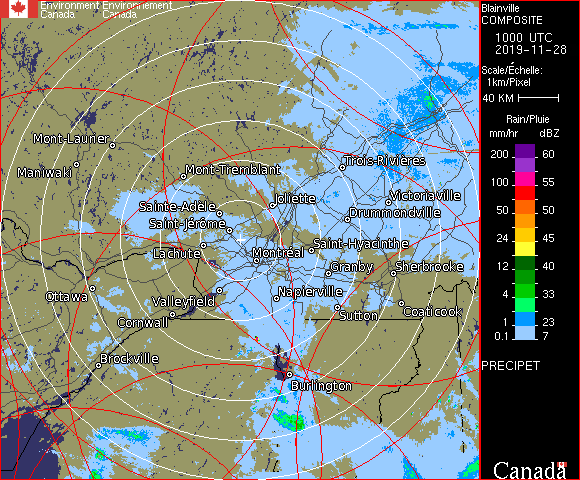 Environment Environnement
Canada Canada
Blainville
COMPOSITE
1000 UTC
2019-11-28
Scale/Échelle:
1km/Pixel
40 KM
Rain/Pluie
mm/hr dBZ
200 60
100 55
50 50
24 45
12 40
4 33
1 23
0.1 7
PRECIPET
Canada
Mont-Laurier
Maniwaki
Mont-Tremblant
Trois-Rivières
Sainte-Adèle
Joliette
Victoriaville
Drummondville
Saint-Jérôme
Lachute
Montréal
Saint-Hyacinthe
Granby
Sherbrooke
Ottawa
Valleyfield
Napierville
Cornwall
Sutton
Coaticook
Brockville
Burlington